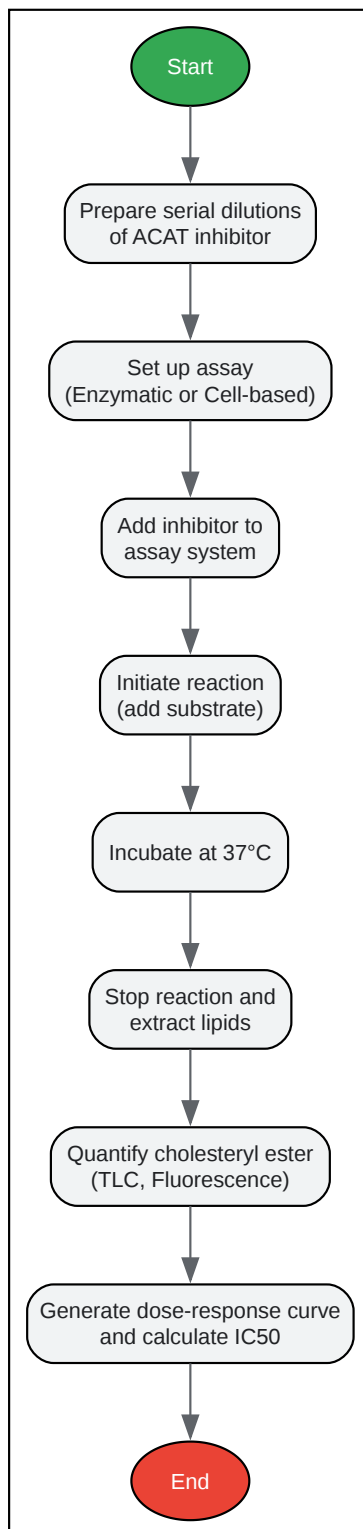 Start
Prepare serial dilutions
of ACAT inhibitor
Set up assay
(Enzymatic or Cell-based)
Add inhibitor to
assay system
Initiate reaction
(add substrate)
Incubate at 37°C
Stop reaction and
extract lipids
Quantify cholesteryl ester
(TLC, Fluorescence)
Generate dose-response curve
and calculate IC50
End